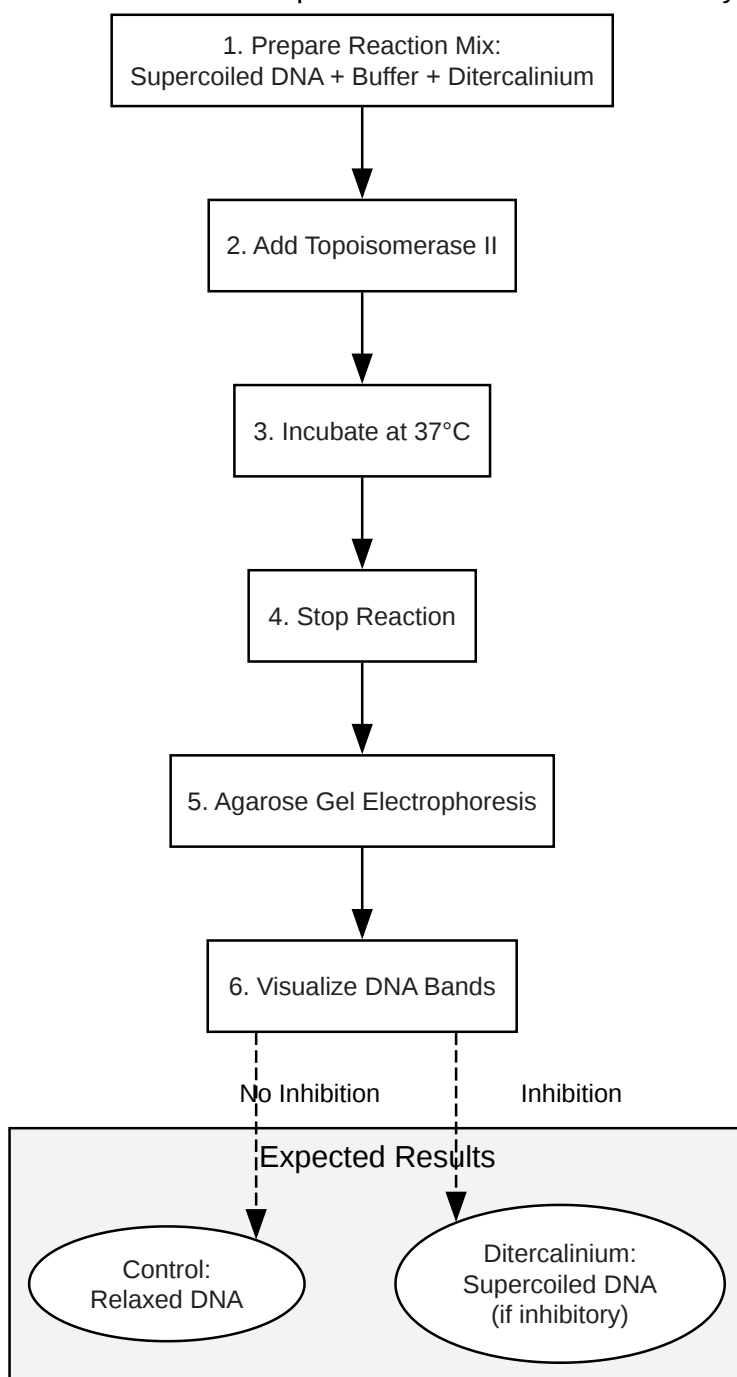 1. Prepare Reaction Mix:
Supercoiled DNA + Buffer + Ditercalinium
2. Add Topoisomerase II
3. Incubate at 37°C
4. Stop Reaction
5. Agarose Gel Electrophoresis
6. Visualize DNA Bands
No Inhibition
Inhibition
Expected Results
Control:
Relaxed DNA
Ditercalinium:
Supercoiled DNA
(if inhibitory)